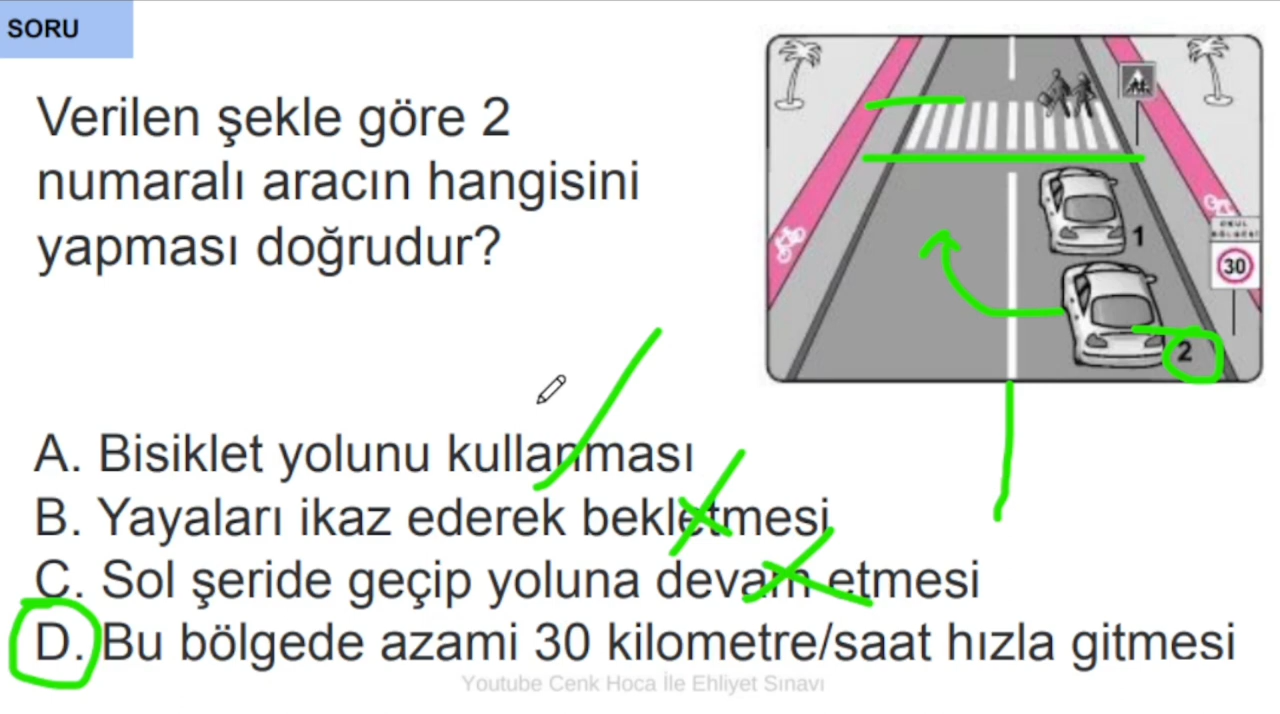 SORU
Verilen şekle göre 2
numaralı aracın hangisini
yapması doğrudur?
1
OKUL
BÖLGESİ
30
2
A. Bisiklet yolunu kullanması
B. Yayaları ikaz ederek bekletmesi
C. Sol şeride geçip yoluna devam etmesi
D. Bu bölgede azami 30 kilometre/saat hızla gitmesi
Youtube Cenk Hoca İle Ehliyet Sınavı